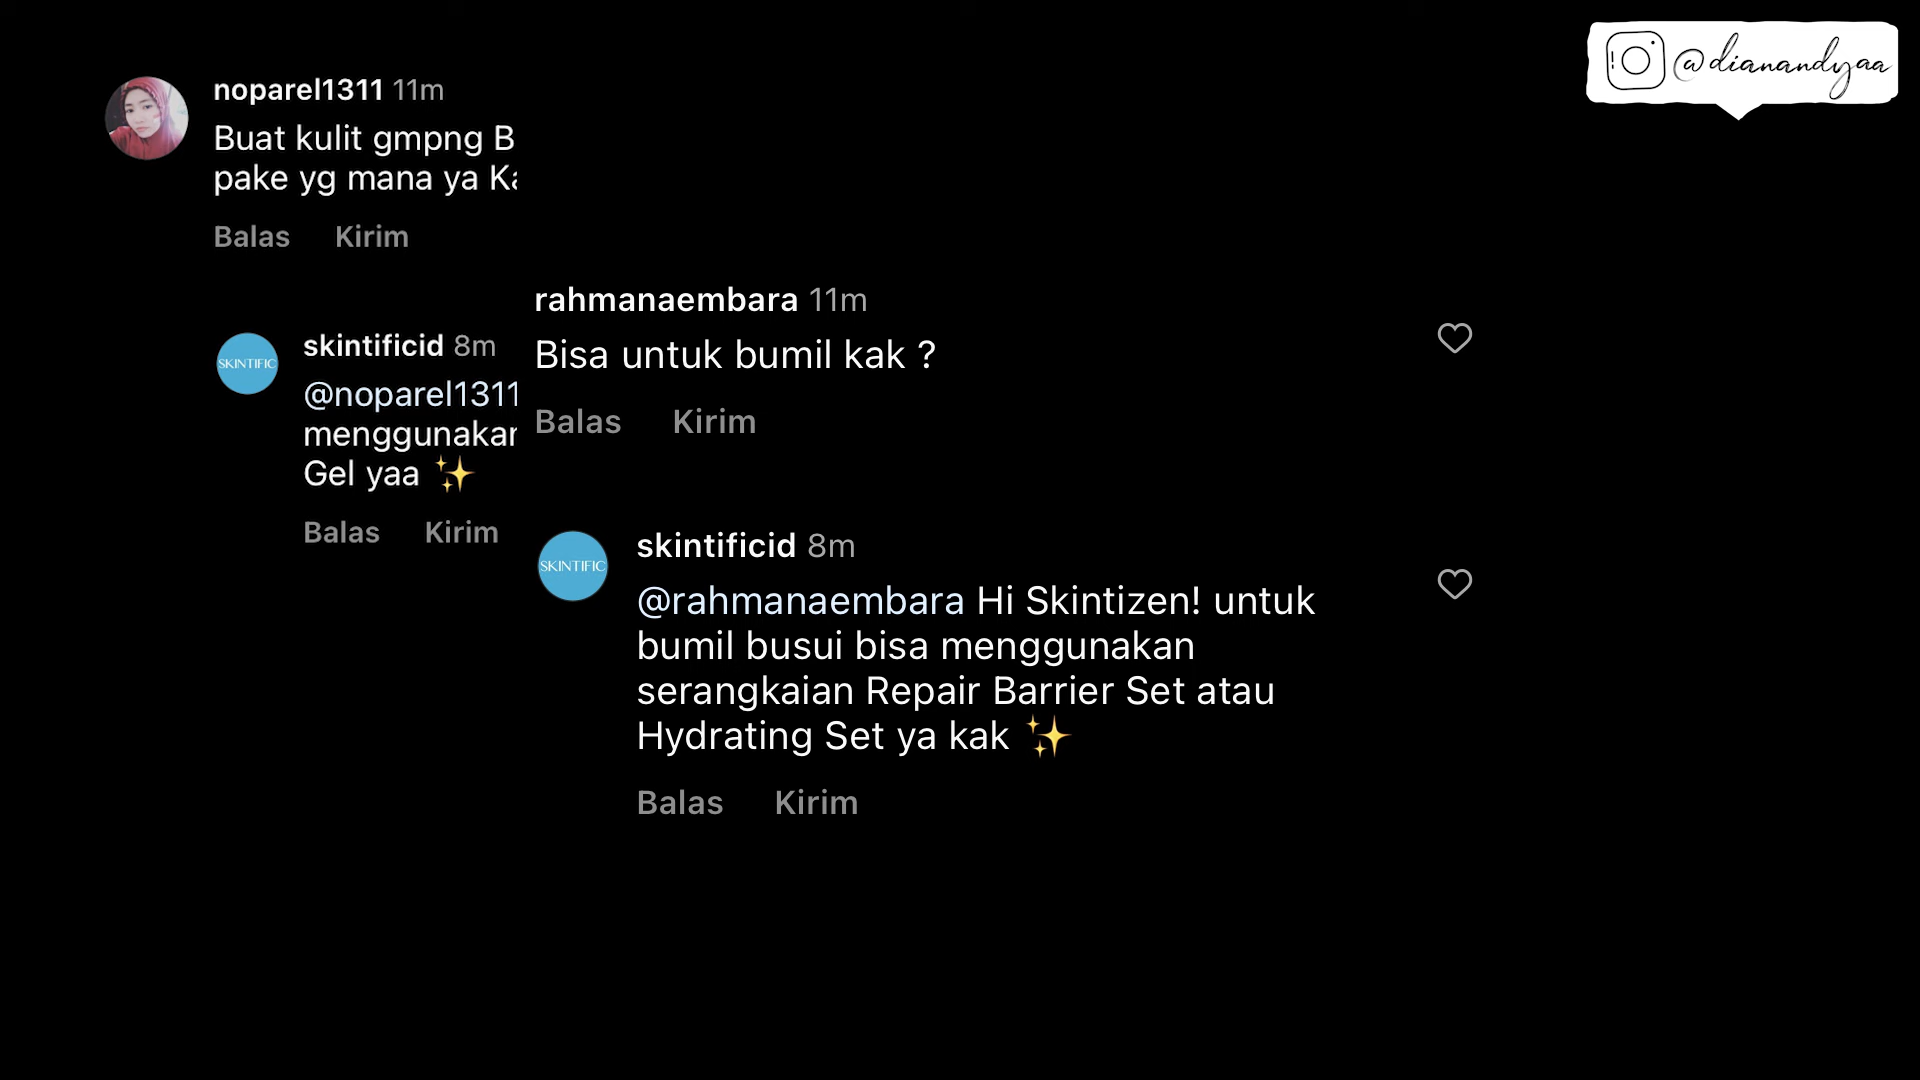 @dianandyaa
noparel1311 11m
Buat kulit gmpng B
pake yg mana ya
Balas Kirim
skintificid 8m
SKINTIFIC
@noparel1311
menggunakan
Gel yaa ✨
Balas Kirim
rahmanaembara 11m
Bisa untuk bumil kak ?
Balas Kirim
skintificid 8m
SKINTIFIC
@rahmanaembara Hi Skintizen! untuk
bumil busui bisa menggunakan
serangkaian Repair Barrier Set atau
Hydrating Set ya kak ✨
Balas Kirim